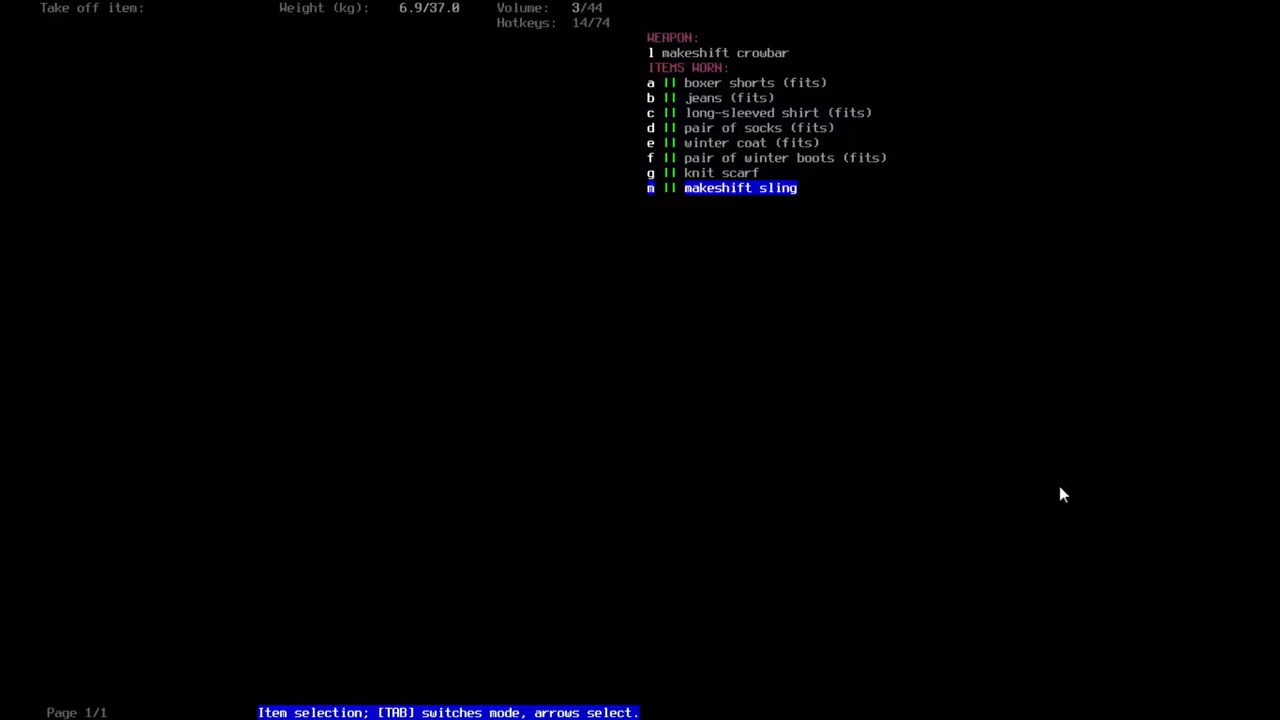 Take off item: Weight (kg): 6.9/37.0 Volume: 3/44
Hotkeys: 14/74
WEAPON:
l makeshift crowbar
ITEMS WORN:
a || boxer shorts (fits)
b || jeans (fits)
c || long-sleeved shirt (fits)
d || pair of socks (fits)
e || winter coat (fits)
f || pair of winter boots (fits)
g || knit scarf
m || makeshift sling
Page 1/1 Item selection; [TAB] switches mode, arrows select.